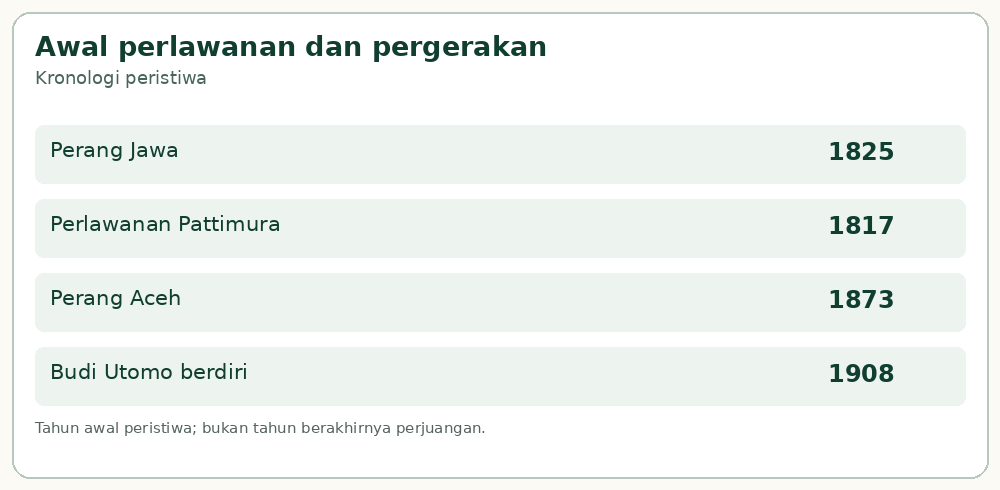 Awal perlawanan dan pergerakan
Kronologi peristiwa
Perang Jawa 1825
Perlawanan Pattimura 1817
Perang Aceh 1873
Budi Utomo berdiri 1908
Tahun awal peristiwa; bukan tahun berakhirnya perjuangan.